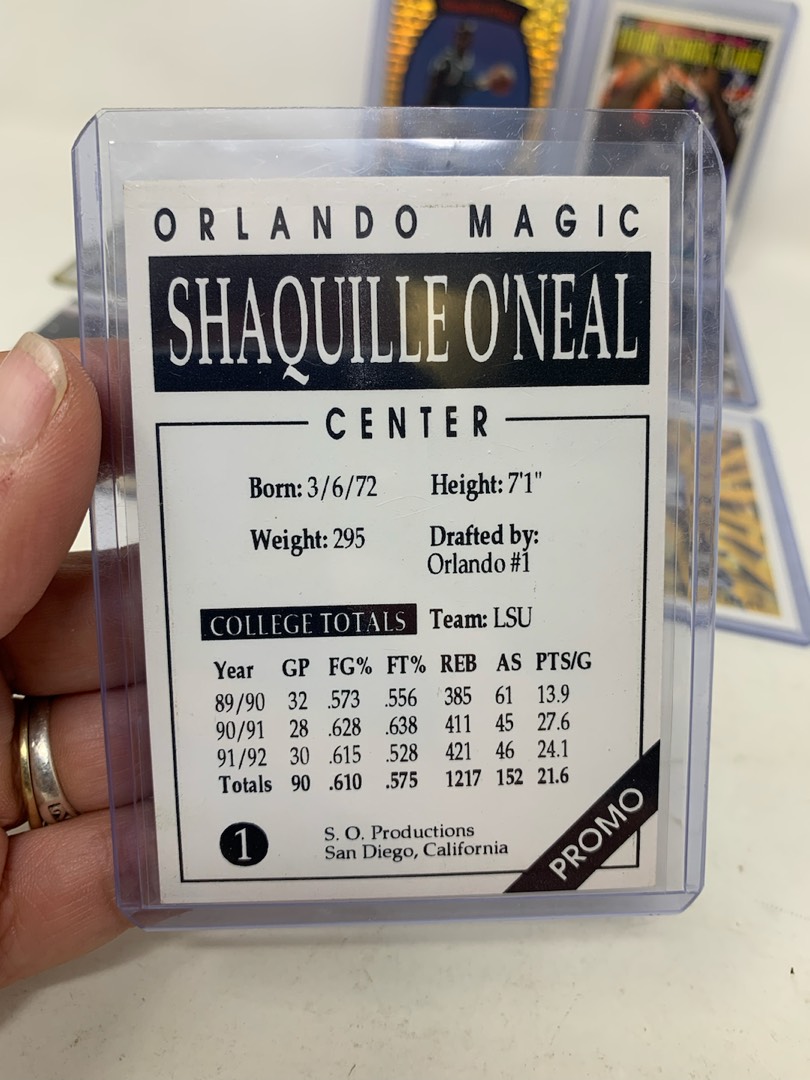 ORLANDO MAGIC
SHAQUILLE O'NEAL
CENTER
Born: 3/6/72 Height: 7'1"
Weight: 295 Drafted by:
Orlando #1
COLLEGE TOTALS Team: LSU
Year GP FG% FT% REB AS PTS/G
89/90 32 .573 .556 385 61 13.9
90/91 28 .628 .638 411 45 27.6
91/92 30 .615 .528 421 46 24.1
Totals 90 .610 .575 1217 152 21.6
1 S. O. Productions
San Diego, California
PROMO